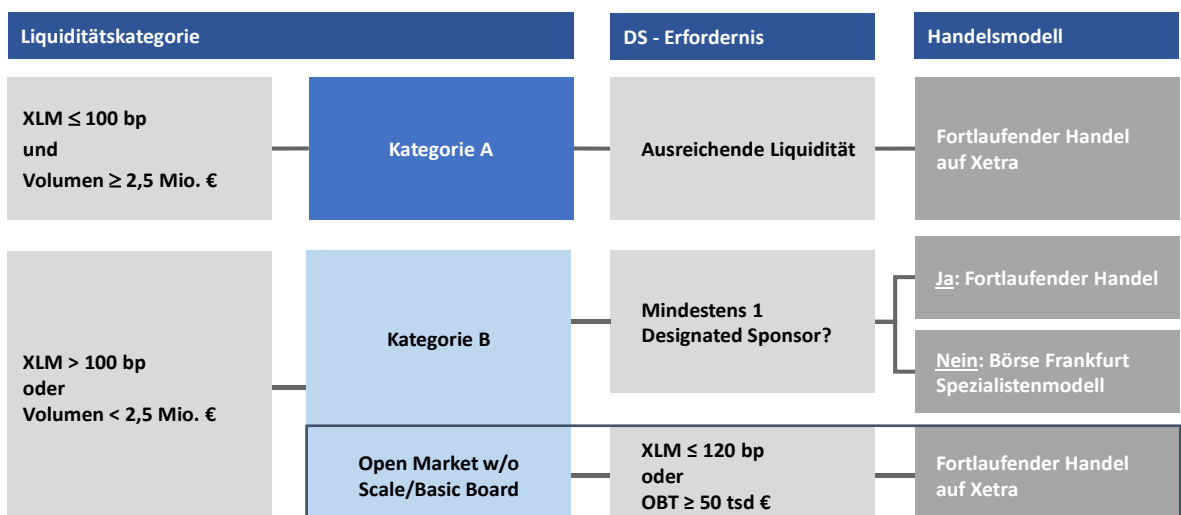 Liquiditätskategorie
DS - Erfordernis
Handelsmodell
XLM ≤ 100 bp
und
Volumen ≥ 2,5 Mio. €
Kategorie A
Ausreichende Liquidität
Fortlaufender Handel
auf Xetra
XLM > 100 bp
oder
Volumen < 2,5 Mio. €
Kategorie B
Mindestens 1
Designated Sponsor?
Ja: Fortlaufender Handel
Nein: Börse Frankfurt
Spezialistenmodell
Open Market w/o
Scale/Basic Board
XLM ≤ 120 bp
oder
OBT ≥ 50 tsd €
Fortlaufender Handel
auf Xetra